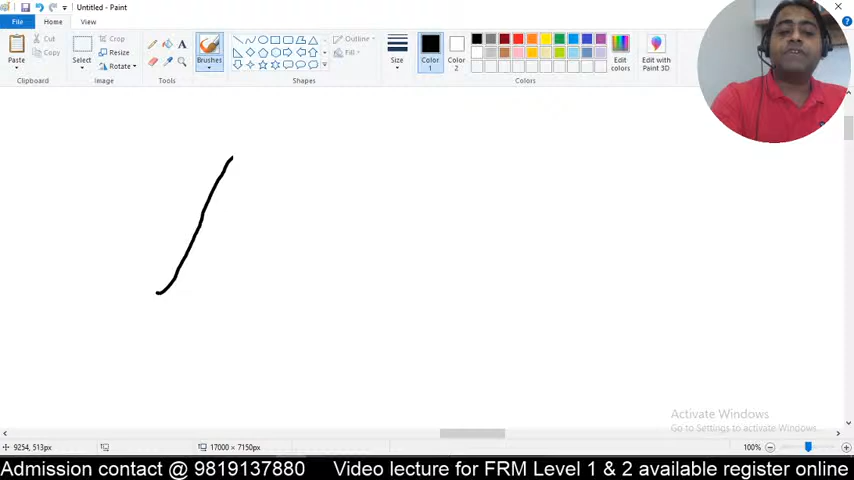 Untitled - Paint
File
Home
View
Paste
Cut
Copy
Clipboard
Select
Crop
Resize
Rotate
Image
A
Tools
Brushes
Shapes
Outline
Fill
Size
Color 1
Color 2
Colors
Edit colors
Edit with Paint 3D
Activate Windows
Go to Settings to activate Windows.
9254, 513px
17000 × 7150px
100%
Admission contact @ 9819137880 Video lecture for FRM Level 1 & 2 available register online